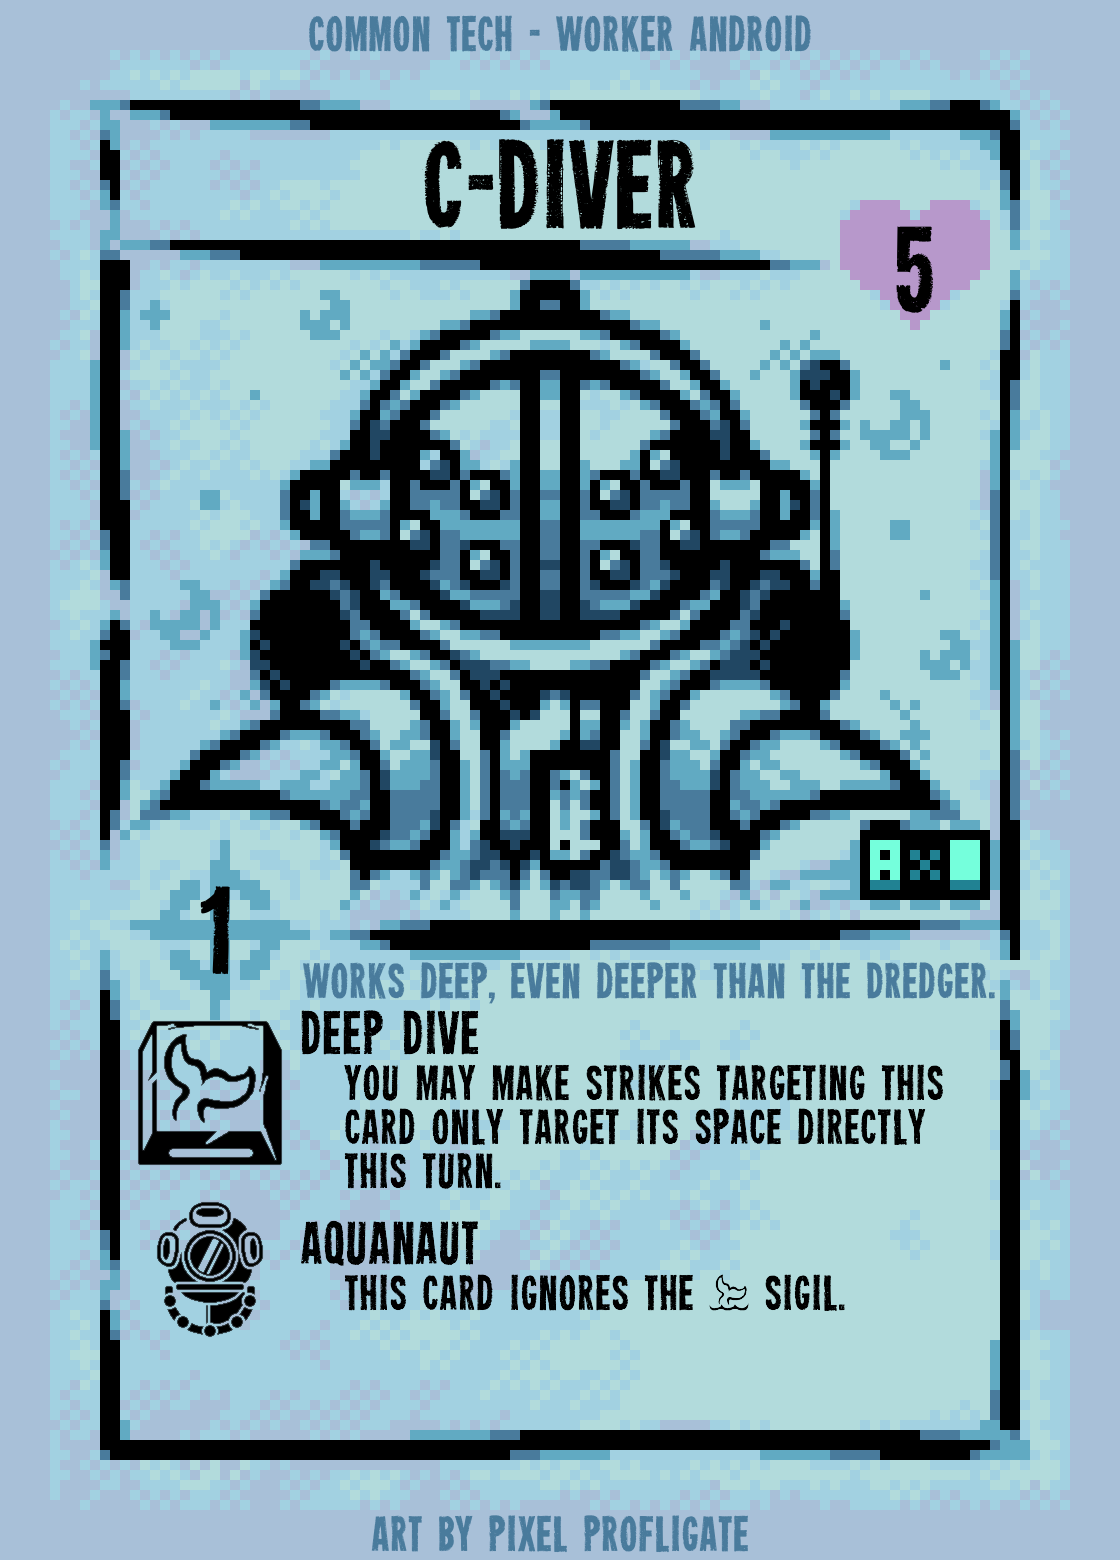 COMMON TECH - WORKER ANDROID
C-DIVER
5
1
WORKS DEEP, EVEN DEEPER THAN THE DREDGER.
DEEP DIVE
YOU MAY MAKE STRIKES TARGETING THIS
CARD ONLY TARGET ITS SPACE DIRECTLY
THIS TURN.
AQUANAUT
THIS CARD IGNORES THE SIGIL.
ART BY PIXEL PROFLIGATE